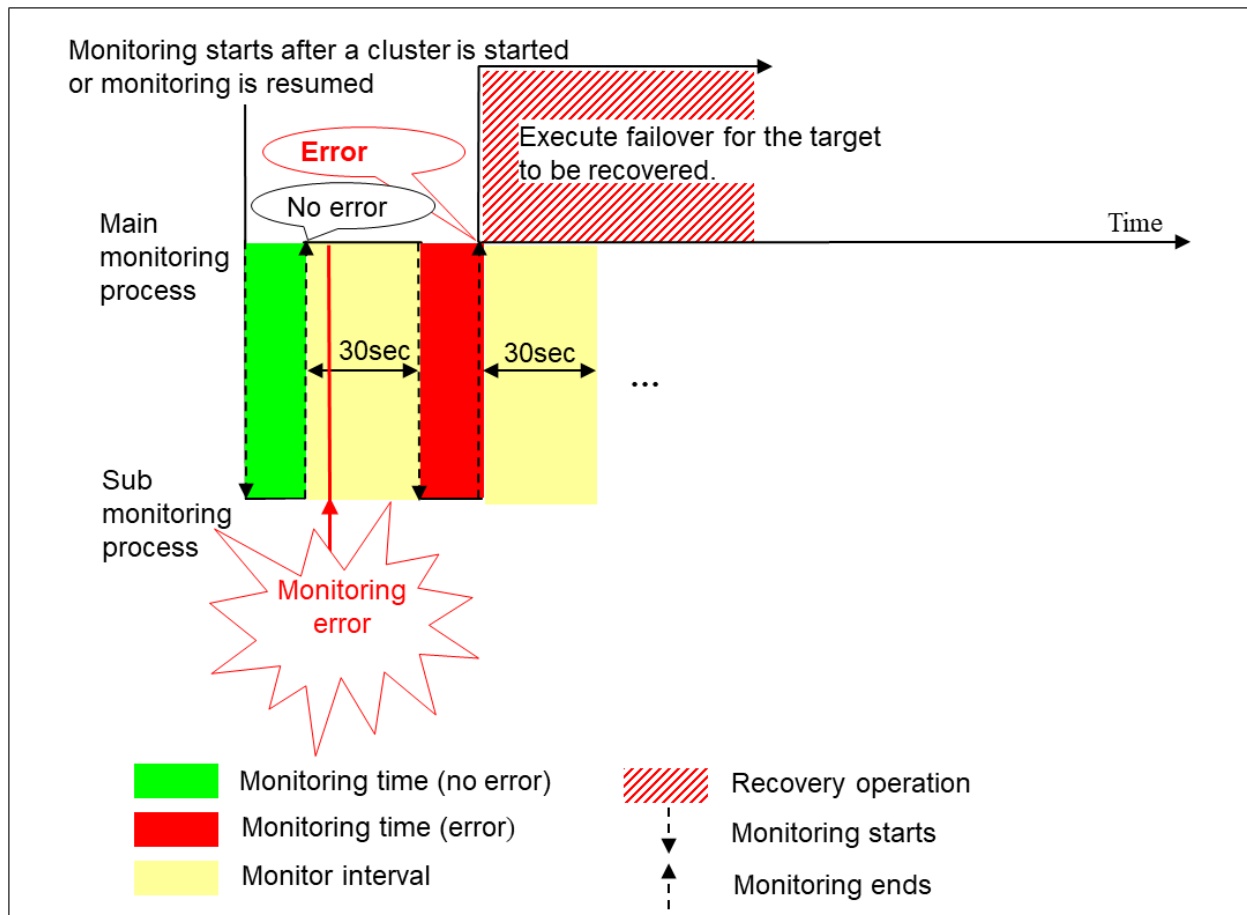 Monitoring starts after a cluster is started
or monitoring is resumed
Execute failover for the target
to be recovered.
Error
No error
Main
monitoring
process
Time
30sec
30sec
...
Sub
monitoring
process
Monitoring
error
Monitoring time (no error)
Monitoring time (error)
Monitor interval
Recovery operation
Monitoring starts
Monitoring ends